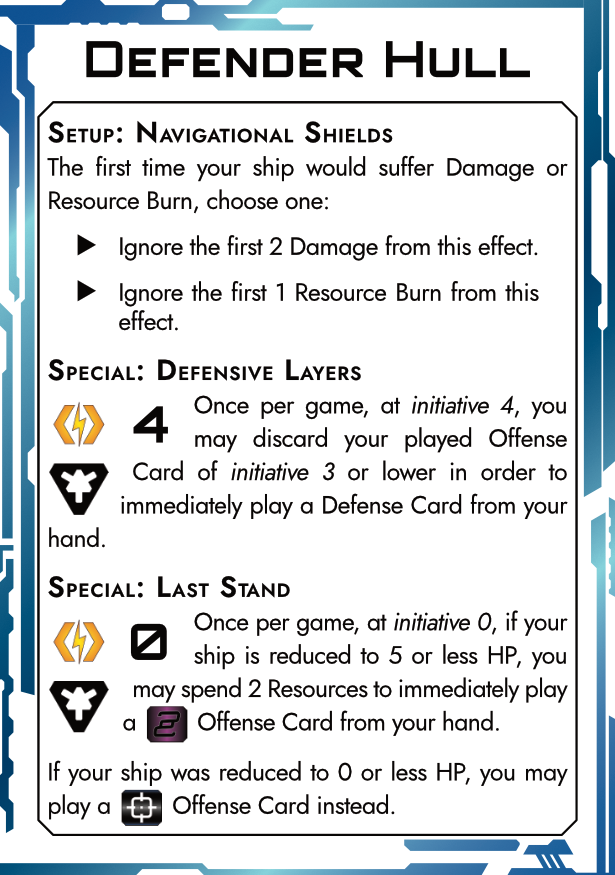 Defender Hull
Setup: Navigational Shields
The first time your ship would suffer Damage or
Resource Burn, choose one:
▶ Ignore the first 2 Damage from this effect.
▶ Ignore the first 1 Resource Burn from this
effect.
Special: Defensive Layers
4
Once per game, at initiative 4, you
may discard your played Offense
Card of initiative 3 or lower in order to
immediately play a Defense Card from your
hand.
Special: Last Stand
0
Once per game, at initiative 0, if your
ship is reduced to 5 or less HP, you
may spend 2 Resources to immediately play
a 2 Offense Card from your hand.
If your ship was reduced to 0 or less HP, you may
play a Offense Card instead.